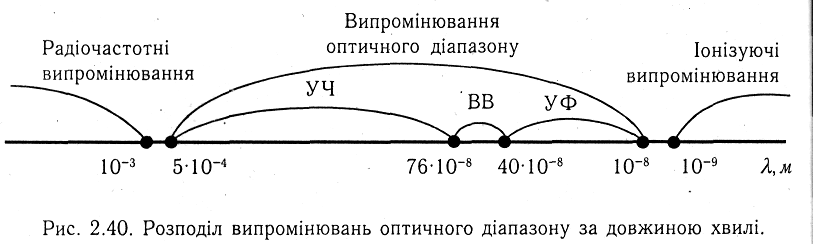 Випромінювання
оптичного діапазону
Радіочастотні
випромінювання
Іонізуючі
випромінювання
УЧ
ВВ
УФ
10⁻³
5·10⁻⁴
76·10⁻⁸
40·10⁻⁸
10⁻⁸
10⁻⁹
λ, м
Рис. 2.40. Розподіл випромінювань оптичного діапазону за довжиною хвилі.